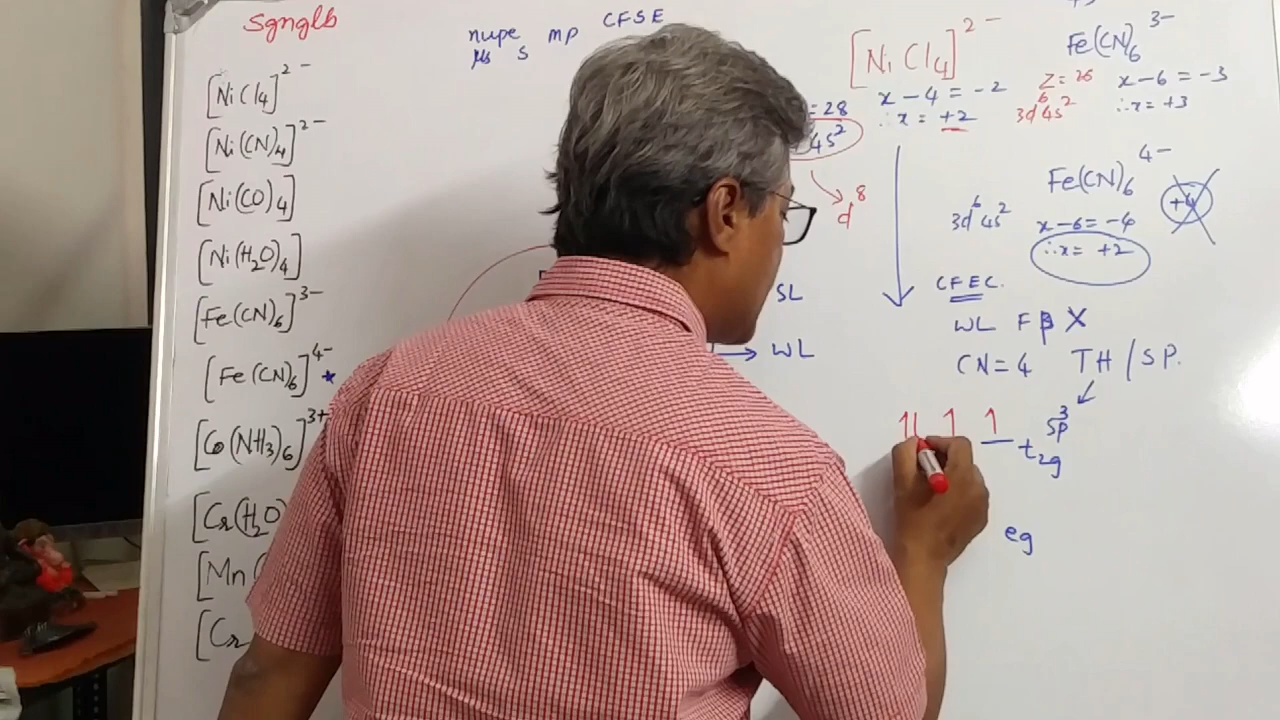 Sgnglb
[NiCl4]2-
[Ni(CN)4]2-
[Ni(CO)4]
[Ni(H2O)4]
[Fe(CN)6]3-
[Fe(CN)6]4- *
[Co(NH3)6]3+
[Cr(H2O)
[Mn(
[Cr
nupe mp CFSE
μs s
=28
4s2
d8
SL
WL
[NiCl4]2-
x-4=-2
∴x=+2
Fe(CN)6 3-
Z=26 x-6=-3
3d6 4s2 ∴x=+3
Fe(CN)6 4-
+4
3d6 4s2 x-6=-4
∴x= +2
CFEC.
WL F
CN=4 TH/SP.
1l 1 1 sp3
t2g
eg